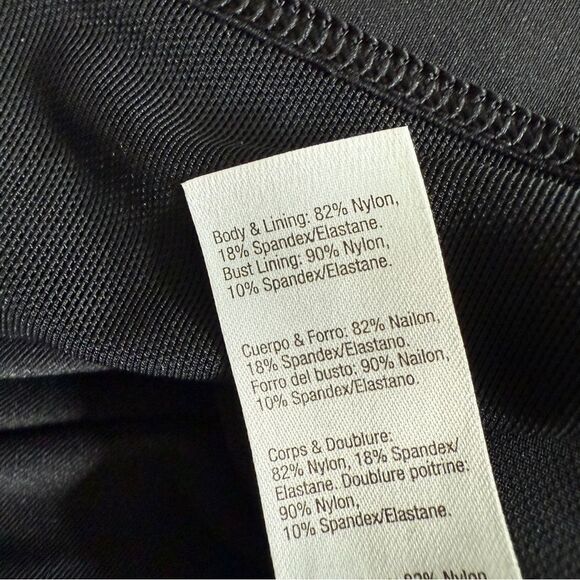 Body & Lining: 82% Nylon,
18% Spandex/Elastane.
Bust Lining: 90% Nylon,
10% Spandex/Elastane.
Cuerpo & Forro: 82% Nailon,
18% Spandex/Elastano.
Forro del busto: 90% Nailon,
10% Spandex/Elastano.
Corps & Doublure:
82% Nylon, 18% Spandex/
Elastane. Doublure poitrine:
90% Nylon,
10% Spandex/Elastane.
82% Nylon